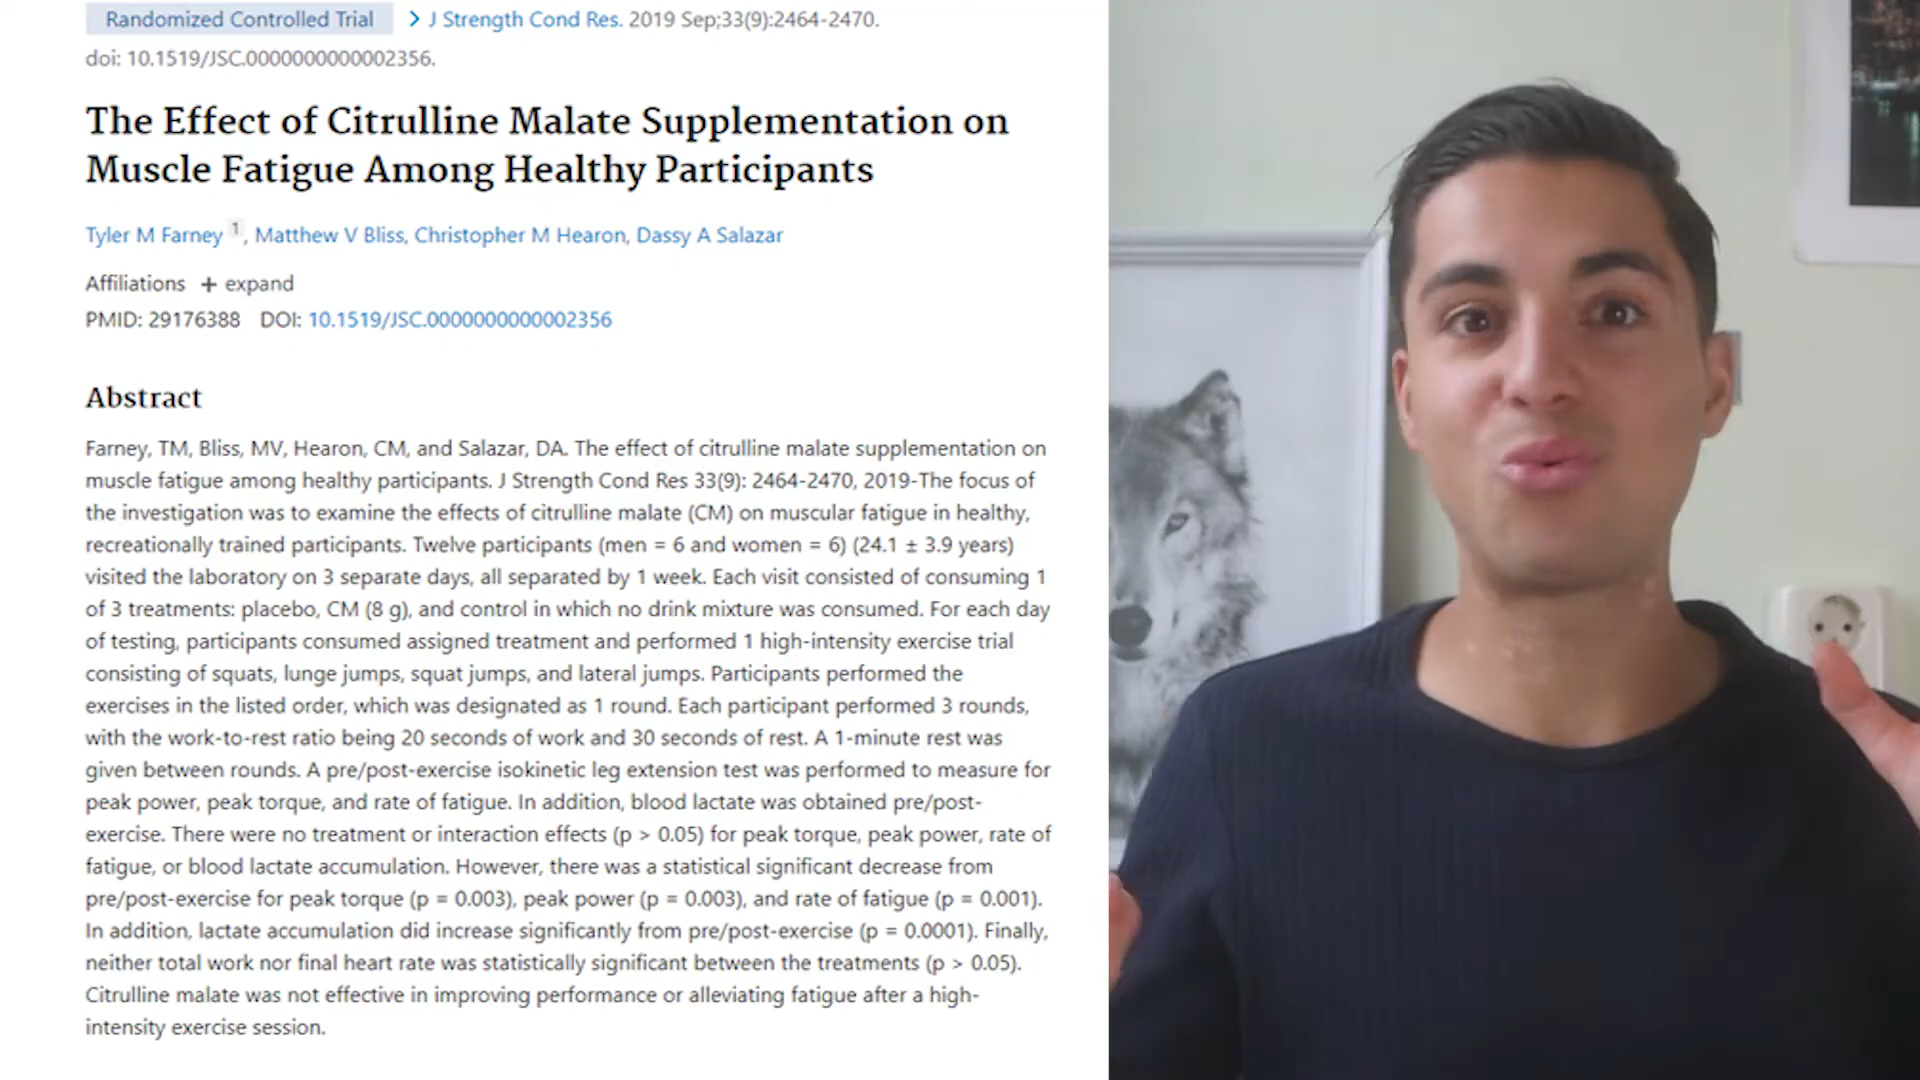 Randomized Controlled Trial > J Strength Cond Res. 2019 Sep;33(9):2464-2470.
doi: 10.1519/JSC.0000000000002356.
The Effect of Citrulline Malate Supplementation on
Muscle Fatigue Among Healthy Participants
Tyler M Farney 1, Matthew V Bliss, Christopher M Hearon, Dassy A Salazar
Affiliations + expand
PMID: 29176388 DOI: 10.1519/JSC.0000000000002356
Abstract
Farney, TM, Bliss, MV, Hearon, CM, and Salazar, DA. The effect of citrulline malate supplementation on
muscle fatigue among healthy participants. J Strength Cond Res 33(9): 2464-2470, 2019-The focus of
the investigation was to examine the effects of citrulline malate (CM) on muscular fatigue in healthy,
recreationally trained participants. Twelve participants (men = 6 and women = 6) (24.1 ± 3.9 years)
visited the laboratory on 3 separate days, all separated by 1 week. Each visit consisted of consuming 1
of 3 treatments: placebo, CM (8 g), and control in which no drink mixture was consumed. For each day
of testing, participants consumed assigned treatment and performed 1 high-intensity exercise trial
consisting of squats, lunge jumps, squat jumps, and lateral jumps. Participants performed the
exercises in the listed order, which was designated as 1 round. Each participant performed 3 rounds,
with the work-to-rest ratio being 20 seconds of work and 30 seconds of rest. A 1-minute rest was
given between rounds. A pre/post-exercise isokinetic leg extension test was performed to measure for
peak power, peak torque, and rate of fatigue. In addition, blood lactate was obtained pre/post-
exercise. There were no treatment or interaction effects (p > 0.05) for peak torque, peak power, rate of
fatigue, or blood lactate accumulation. However, there was a statistical significant decrease from
pre/post-exercise for peak torque (p = 0.003), peak power (p = 0.003), and rate of fatigue (p = 0.001).
In addition, lactate accumulation did increase significantly from pre/post-exercise (p = 0.0001). Finally,
neither total work nor final heart rate was statistically significant between the treatments (p > 0.05).
Citrulline malate was not effective in improving performance or alleviating fatigue after a high-
intensity exercise session.